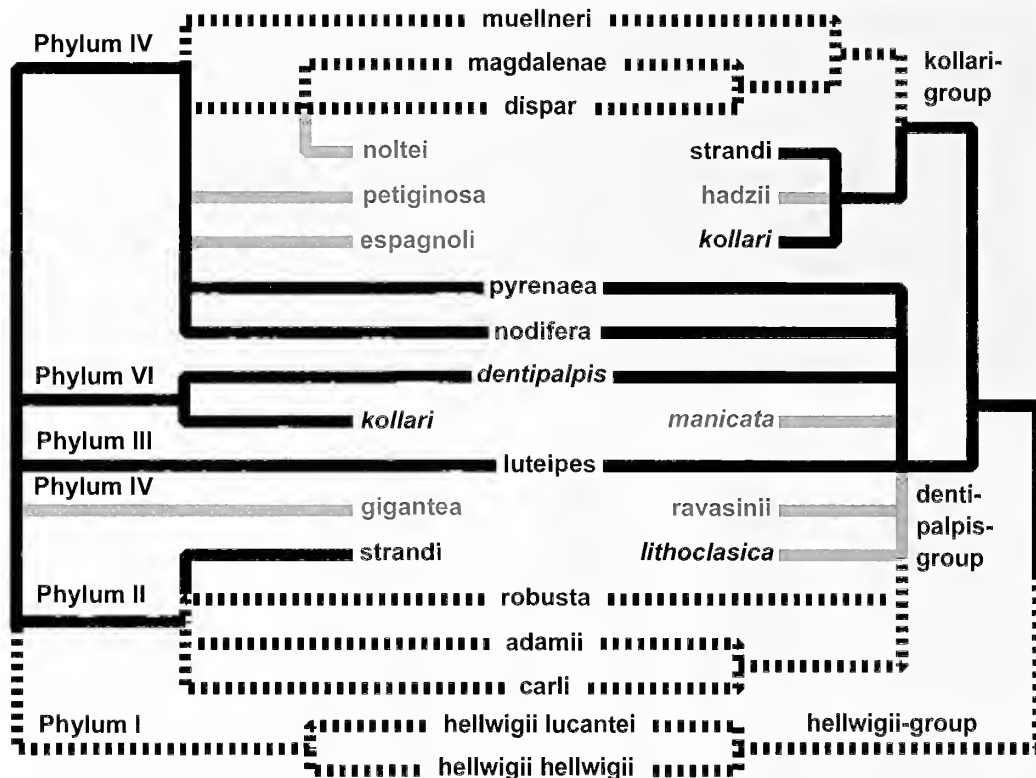 muellneri
Phylum IV
kollari-
group
magdalenae
dispar
noltei
strandi
petiginosa
hadzii
espagnoli
kollari
pyrenaea
nodifera
Phylum VI
dentipalpis
kollari
manicata
Phylum III
luteipes
Phylum IV
denti-
palpis-
group
gigantea
ravasinii
strandi
lithoclasica
Phylum II
robusta
adamii
carli
Phylum I
hellwigii lucantei
hellwigii-group
hellwigii hellwigii